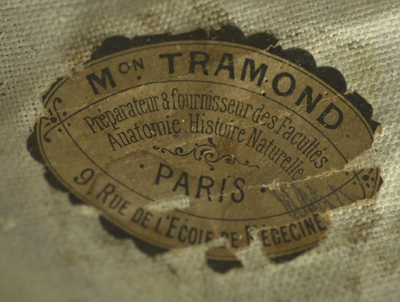 Mon TRAMOND
Préparateur & fournisseur des Facultés
Anatomie. Histoire Naturelle
· PARIS ·
9, RUE DE L'ECOLE DE MEDECINE